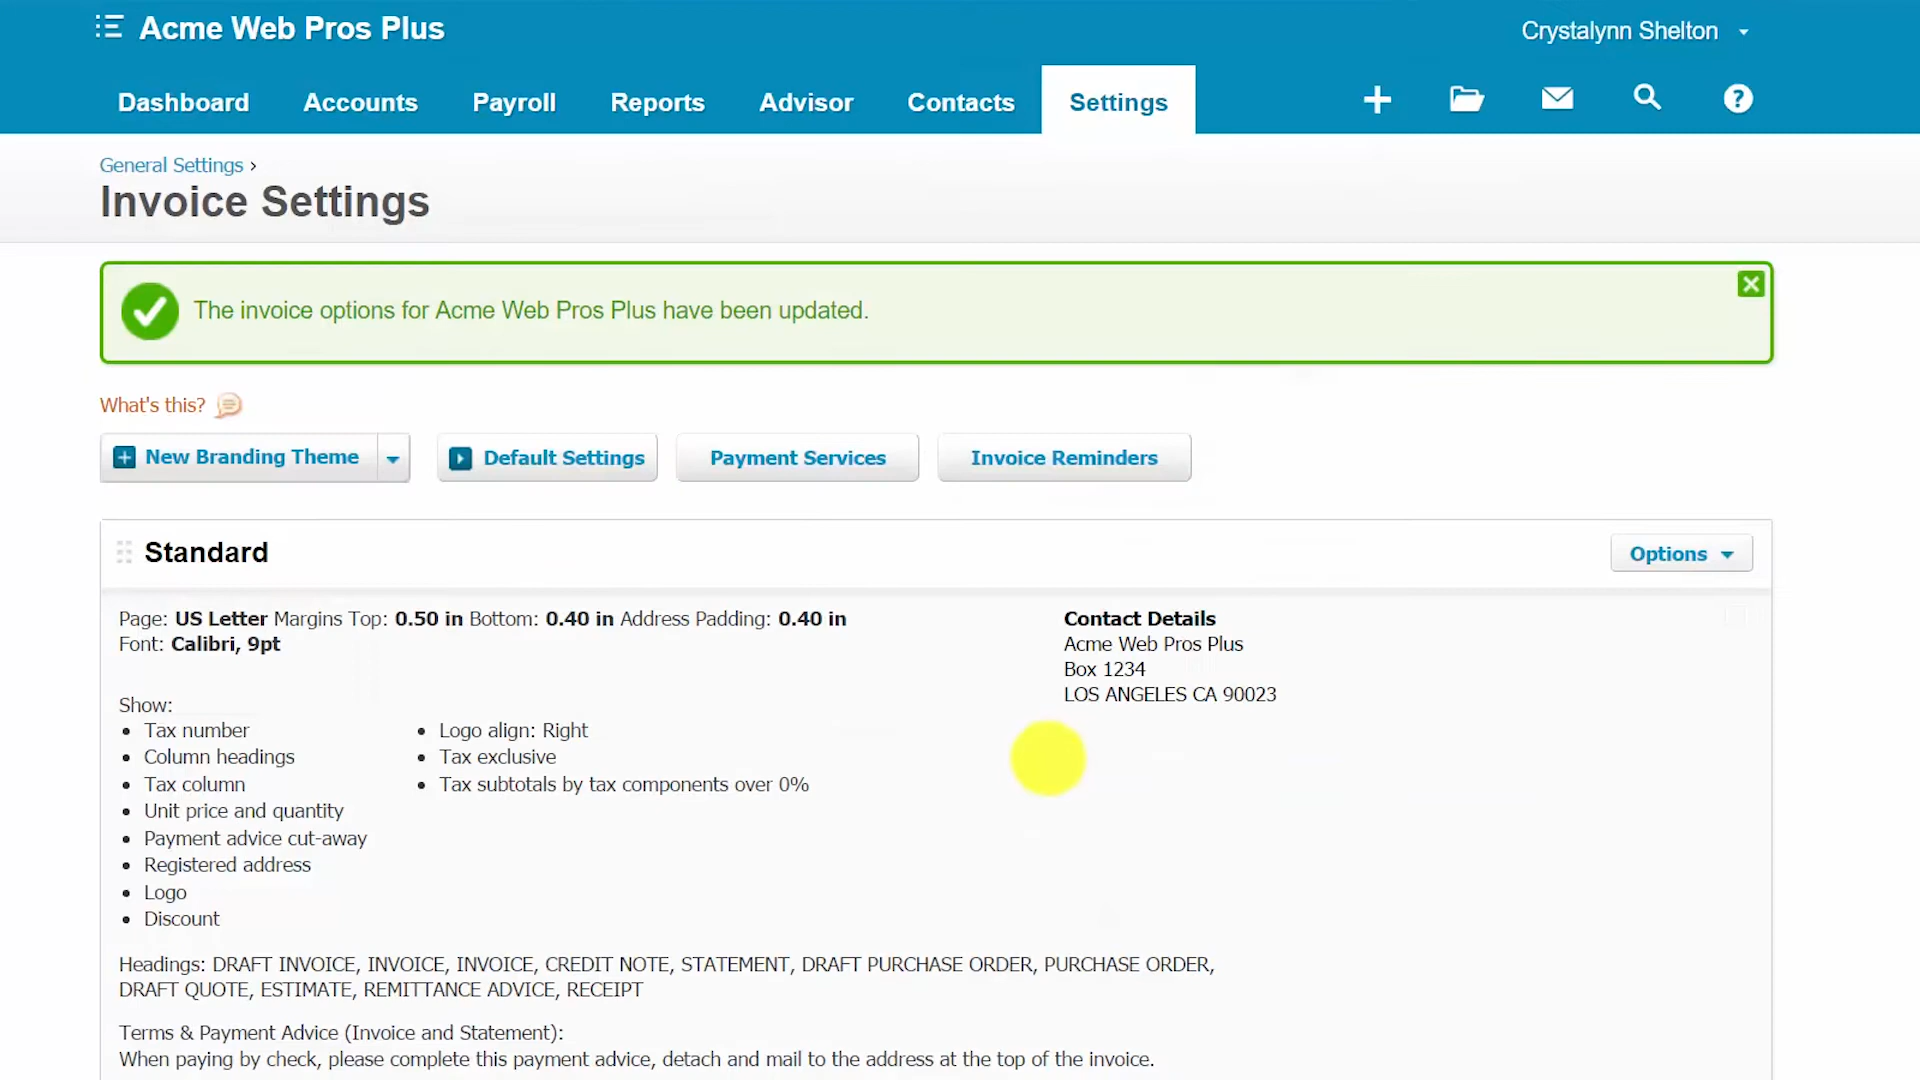 Acme Web Pros Plus
Crystalynn Shelton
Dashboard Accounts Payroll Reports Advisor Contacts Settings
General Settings ›
Invoice Settings
The invoice options for Acme Web Pros Plus have been updated.
What's this?
New Branding Theme Default Settings Payment Services Invoice Reminders
Standard
Options
Page: US Letter Margins Top: 0.50 in Bottom: 0.40 in Address Padding: 0.40 in
Font: Calibri, 9pt
Show:
• Tax number
• Column headings
• Tax column
• Unit price and quantity
• Payment advice cut-away
• Registered address
• Logo
• Discount
• Logo align: Right
• Tax exclusive
• Tax subtotals by tax components over 0%
Contact Details
Acme Web Pros Plus
Box 1234
LOS ANGELES CA 90023
Headings: DRAFT INVOICE, INVOICE, INVOICE, CREDIT NOTE, STATEMENT, DRAFT PURCHASE ORDER, PURCHASE ORDER,
DRAFT QUOTE, ESTIMATE, REMITTANCE ADVICE, RECEIPT
Terms & Payment Advice (Invoice and Statement):
When paying by check, please complete this payment advice, detach and mail to the address at the top of the invoice.